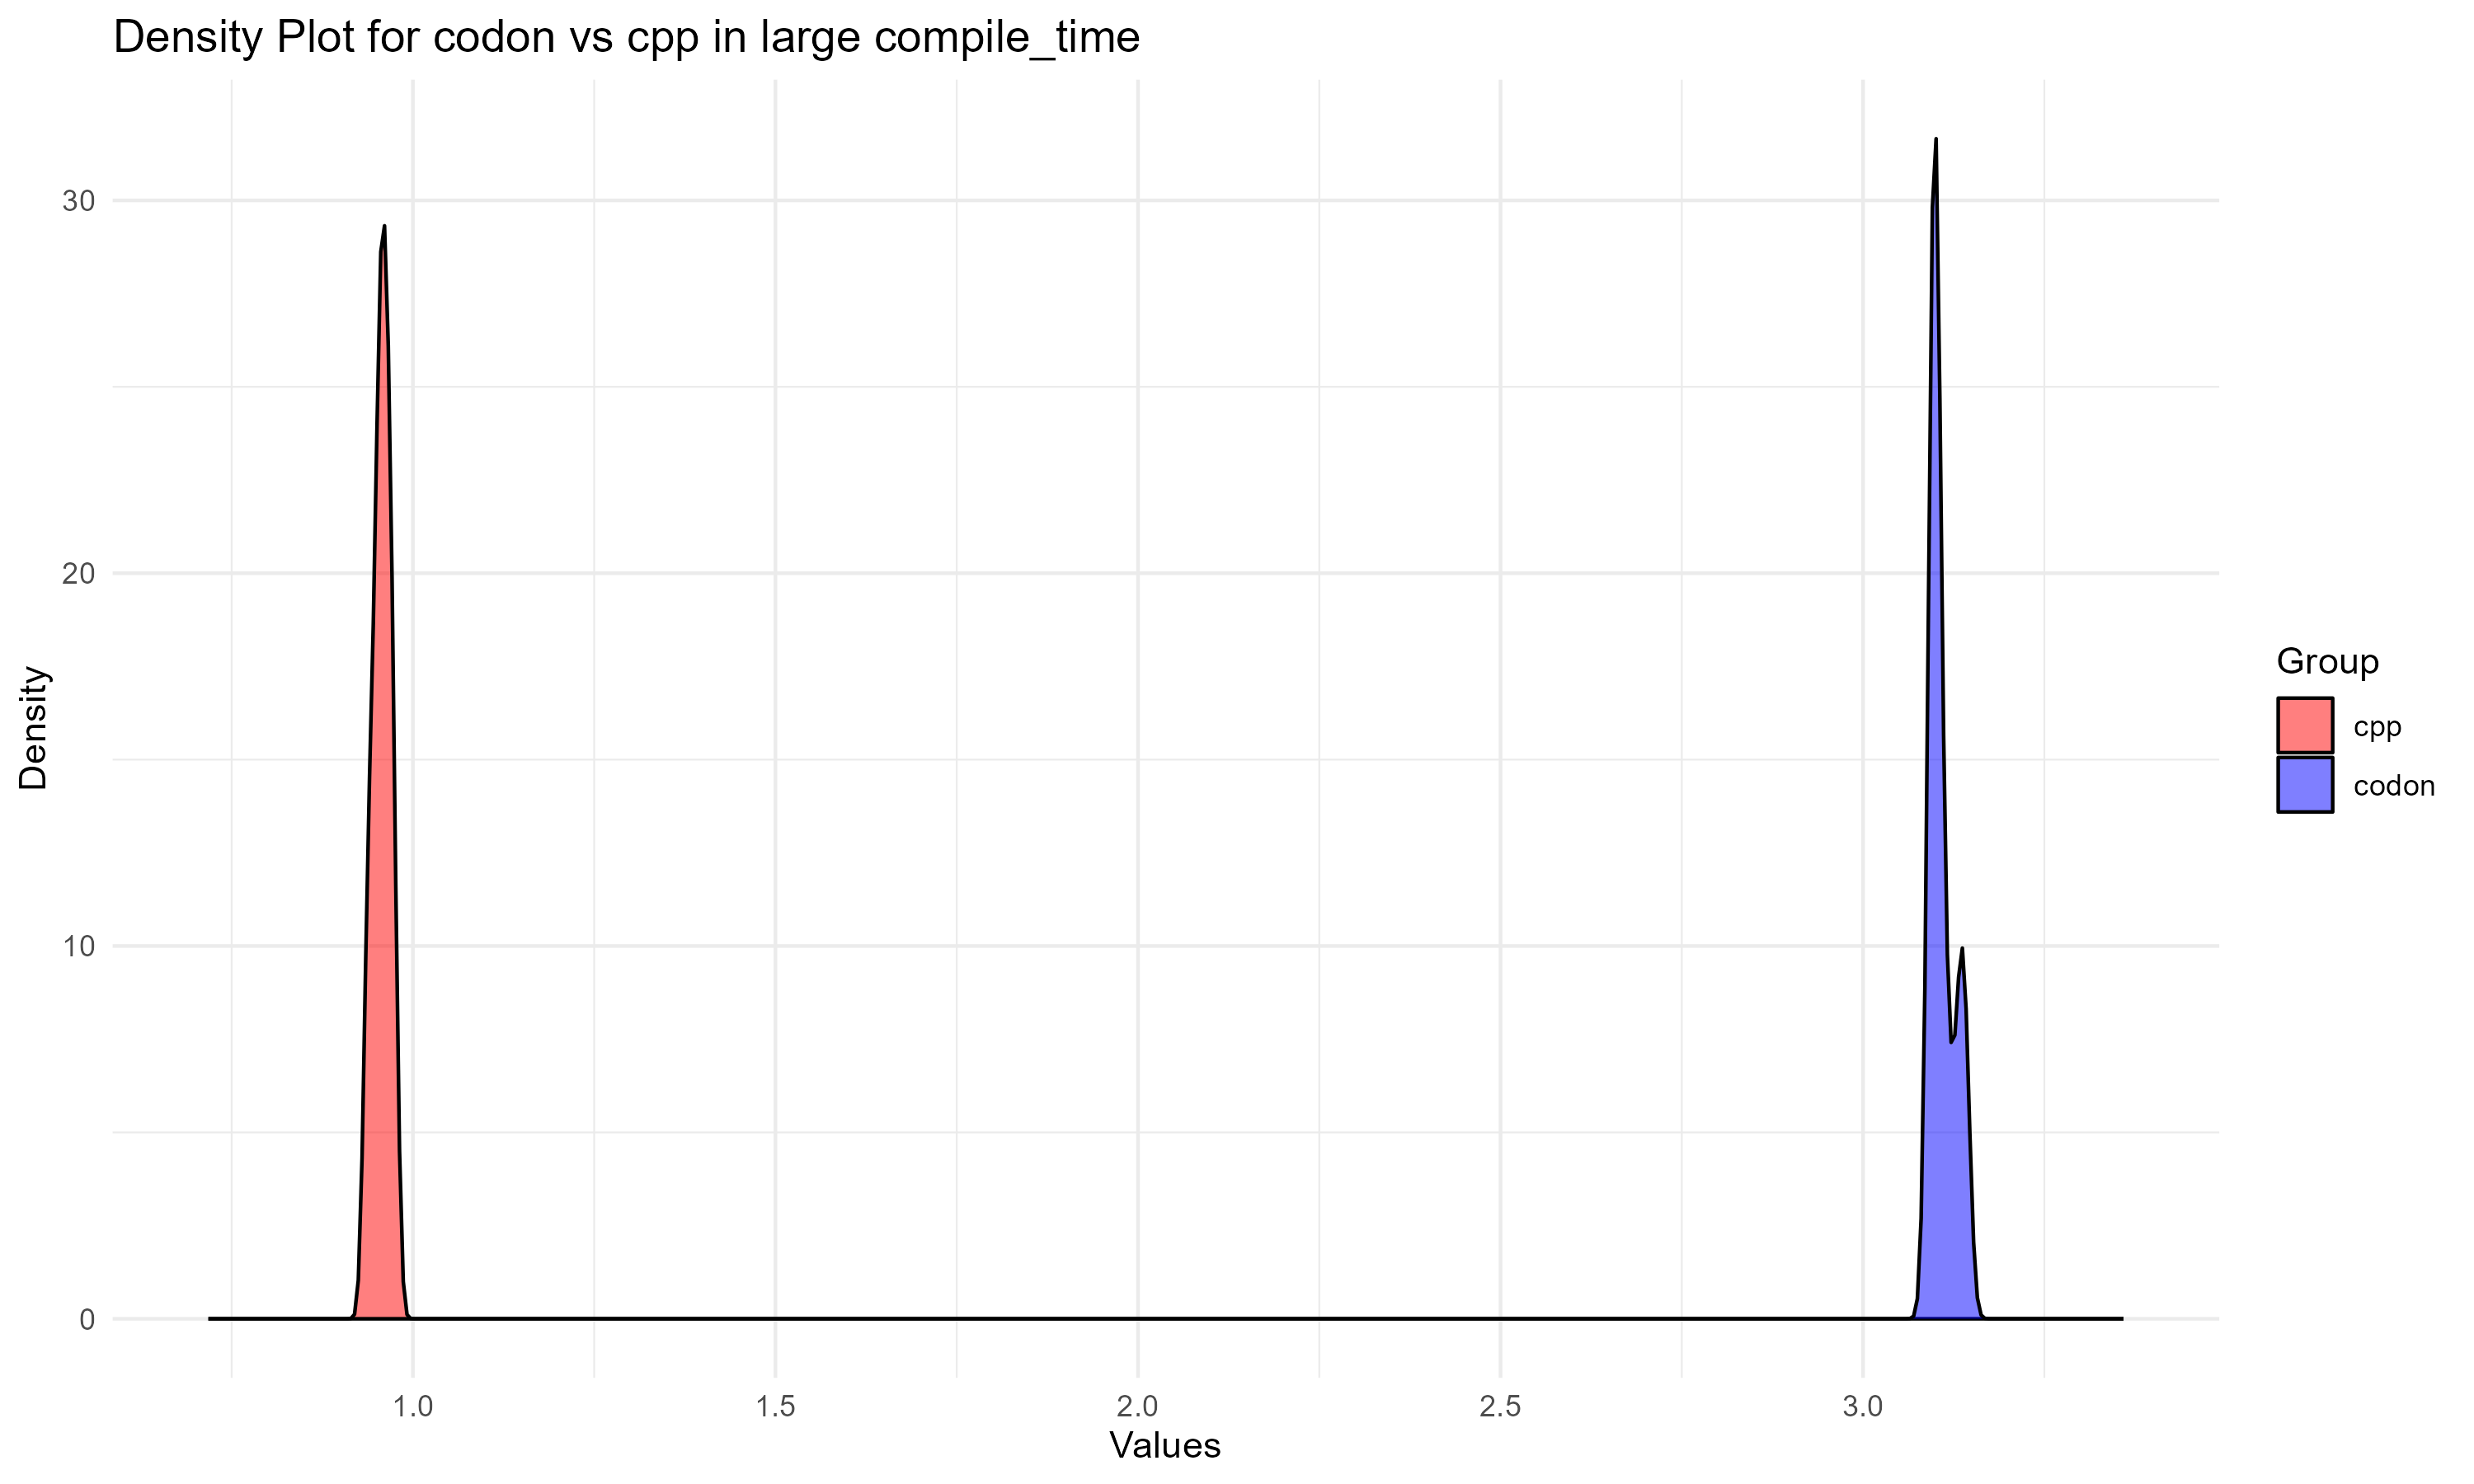 Density Plot for codon vs cpp in large compile_time
30
20
10
0
Density
1.0 1.5 2.0 2.5 3.0
Values
Group
cpp
codon